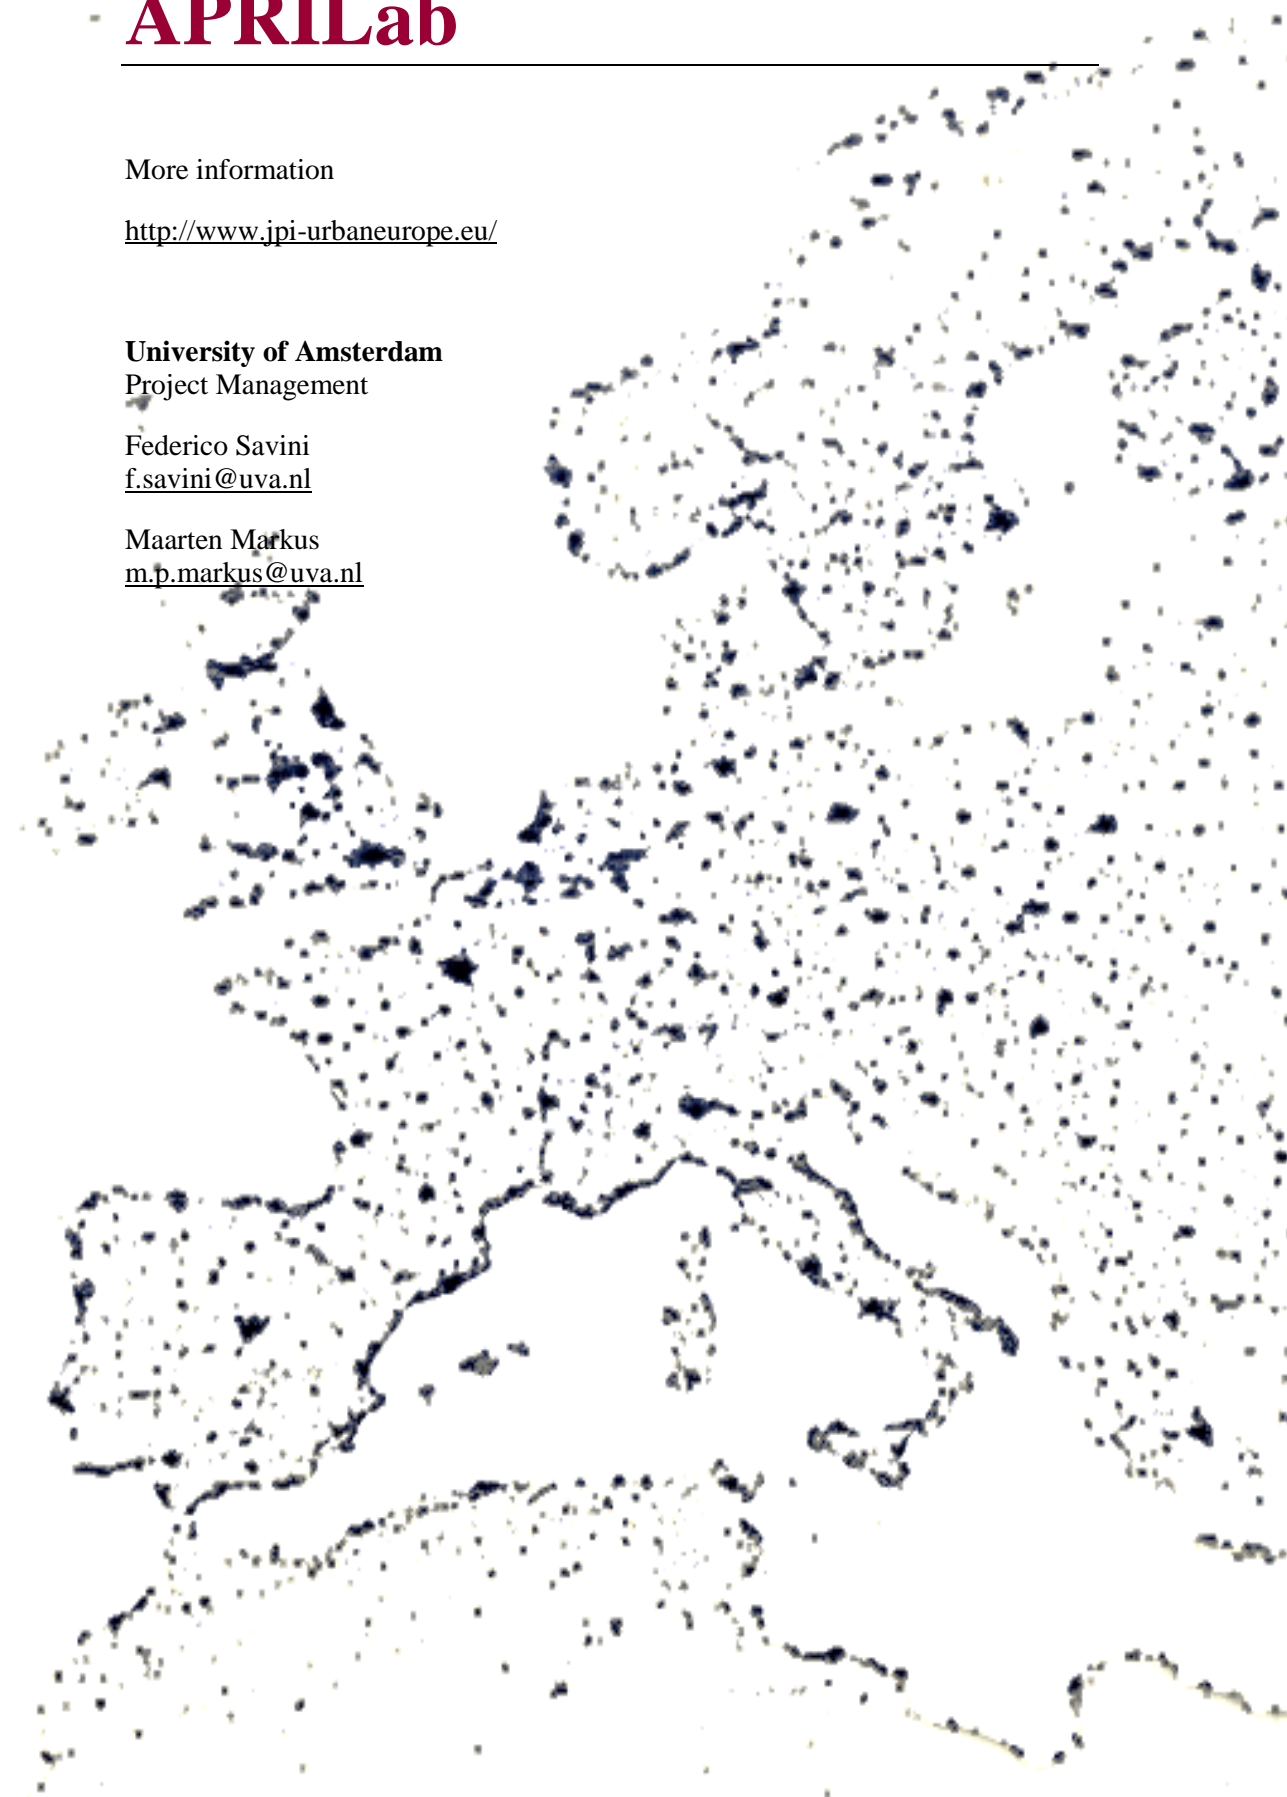 APRILab
More information
http://www.jpi-urbaneurope.eu/
University of Amsterdam
Project Management
Federico Savini
f.savini@uva.nl
Maarten Markus
m.p.markus@uva.nl